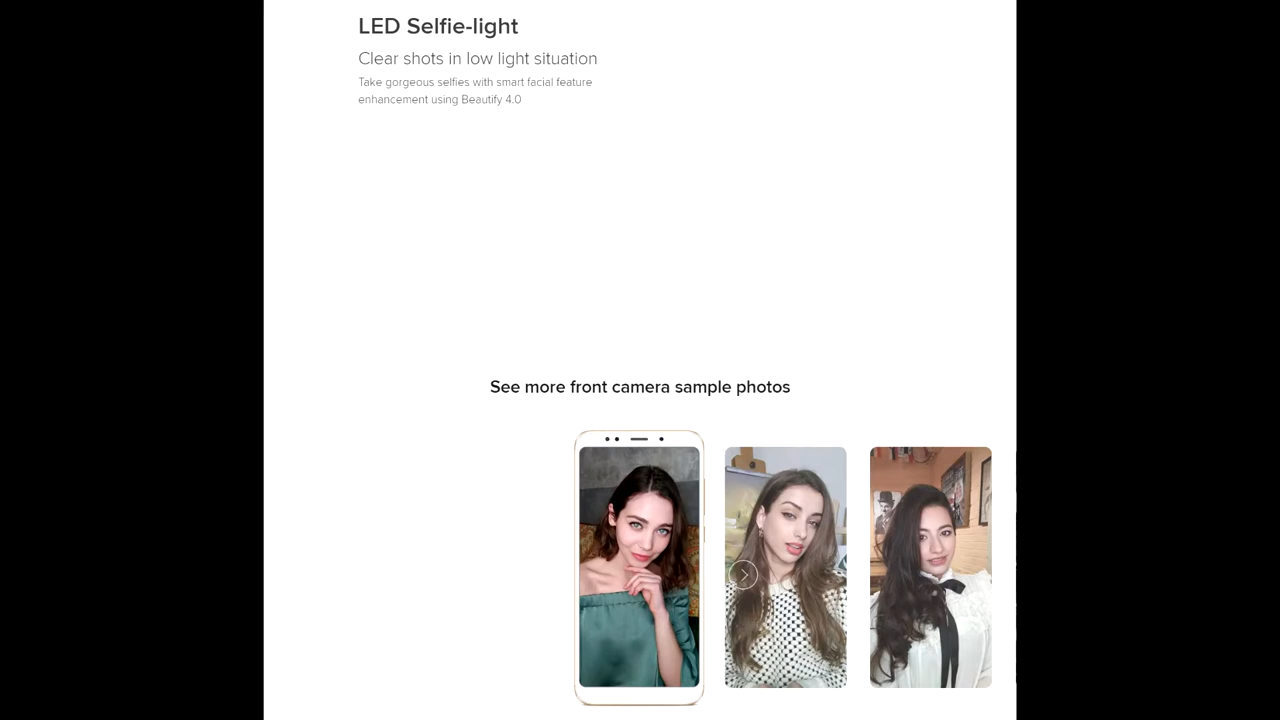 LED Selfie-light
Clear shots in low light situation
Take gorgeous selfies with smart facial feature
enhancement using Beautify 4.0
See more front camera sample photos